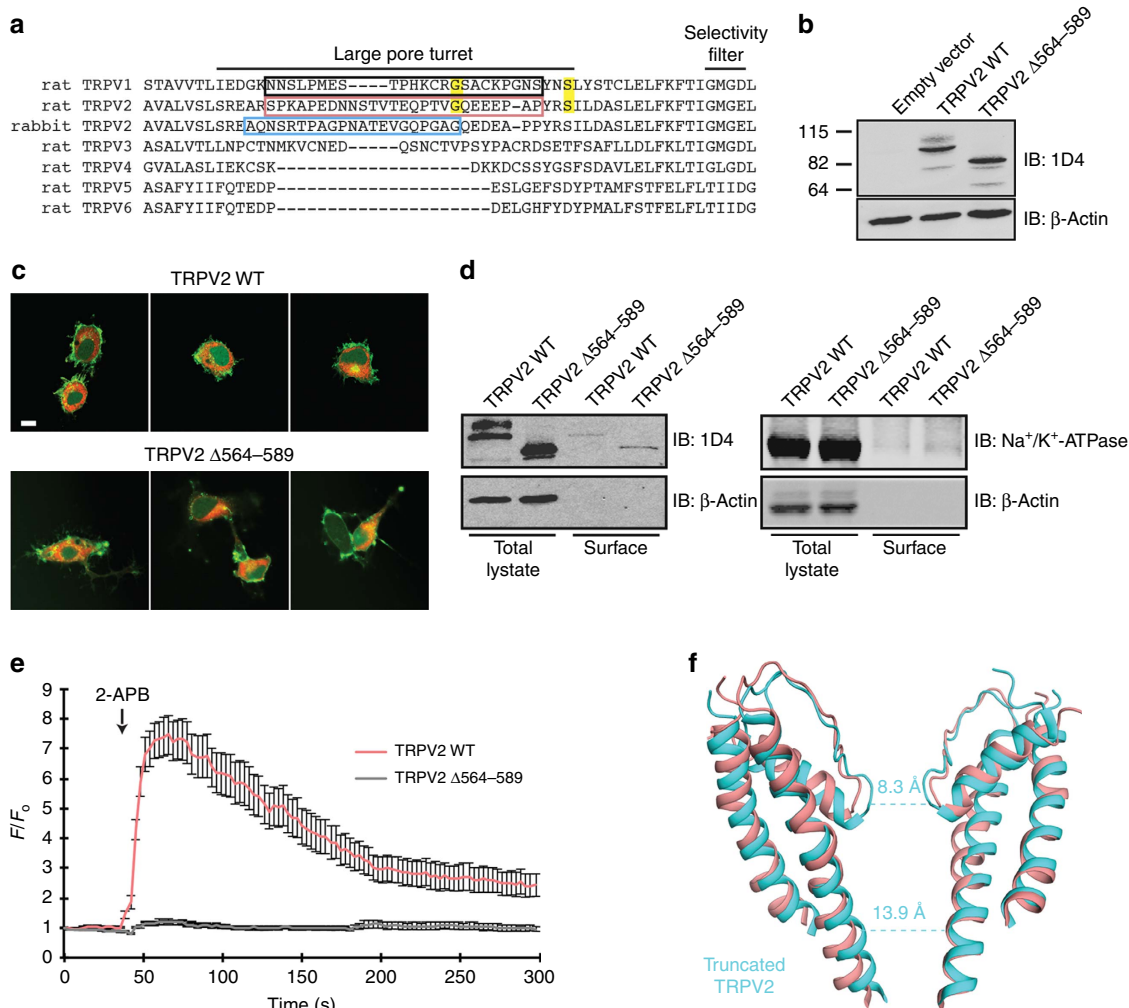 a
Large pore turret
Selectivity
filter
rat TRPV1 STAVVTLIEDGKNNSLPMES----TPHKCRGSACKPGNSYNSLYSTCLELFKFTIGMGDL
rat TRPV2 AVALVSLSREARSPKAPEDNNSTVTEQPTVGQEEEP-APYRSILDASLELFKFTIGMGEL
rabbit TRPV2 AVALVSLSREAQNSRTPAGPNATEVGQPGAGQEDEA-PPYRSILDASLELFKFTIGMGEL
rat TRPV3 ASALVTLLNPCTNMKVCNED-----QSNCTVPSYPACRDSETFSAFLLDLFKLTIGMGDL
rat TRPV4 GVALASLIEKCSK------------------DKKDCSSYGSFSDAVLELFKLTIGLGDL
rat TRPV5 ASAFYIIFQTEDP--------------------ESLGEFSDYPTAMFSTFELFLTIIDG
rat TRPV6 ASAFYIIFQTEDP--------------------DELGHFYDYPMALFSTFELFLTIIDG
b
Empty vector
TRPV2 WT
TRPV2 Δ564–589
115
82
64
IB: 1D4
IB: β-Actin
c
TRPV2 WT
TRPV2 Δ564–589
d
TRPV2 WT
TRPV2 Δ564–589
TRPV2 WT
TRPV2 Δ564–589
IB: 1D4
IB: β-Actin
Total
lystate
Surface
TRPV2 WT
TRPV2 Δ564–589
TRPV2 WT
TRPV2 Δ564–589
IB: Na⁺/K⁺-ATPase
IB: β-Actin
Total
lystate
Surface
e
F/Fo
9
8
7
6
5
4
3
2
1
0
2-APB
TRPV2 WT
TRPV2 Δ564–589
0
50
100
150
200
250
300
Time (s)
f
8.3 Å
13.9 Å
Truncated
TRPV2